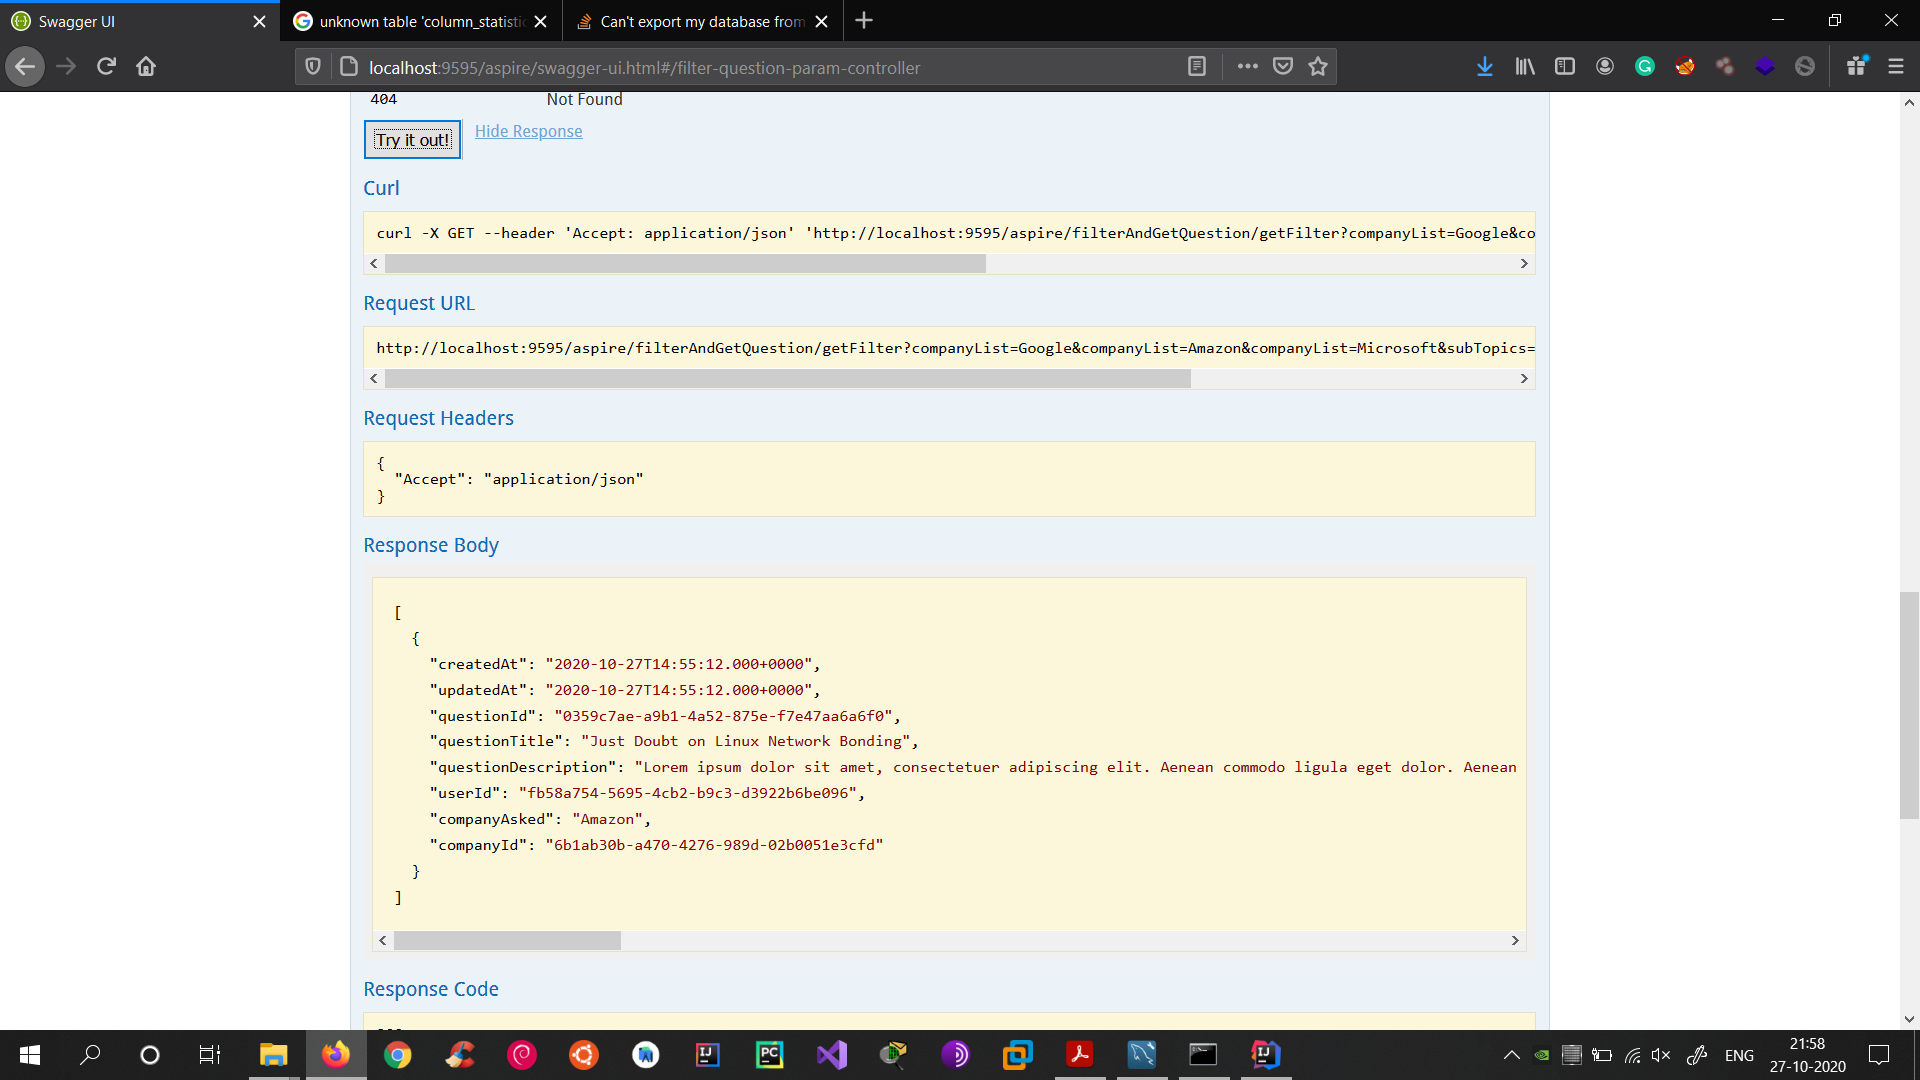 Swagger UI
unknown table 'column_statistic
Can't export my database from
localhost:9595/aspire/swagger-ui.html#/filter-question-param-controller
404 Not Found
Try it out! Hide Response
Curl
curl -X GET --header 'Accept: application/json' 'http://localhost:9595/aspire/filterAndGetQuestion/getFilter?companyList=Google&co
Request URL
http://localhost:9595/aspire/filterAndGetQuestion/getFilter?companyList=Google&companyList=Amazon&companyList=Microsoft&subTopics=
Request Headers
{
"Accept": "application/json"
}
Response Body
[
{
"createdAt": "2020-10-27T14:55:12.000+0000",
"updatedAt": "2020-10-27T14:55:12.000+0000",
"questionId": "0359c7ae-a9b1-4a52-875e-f7e47aa6a6f0",
"questionTitle": "Just Doubt on Linux Network Bonding",
"questionDescription": "Lorem ipsum dolor sit amet, consectetuer adipiscing elit. Aenean commodo ligula eget dolor. Aenean
"userId": "fb58a754-5695-4cb2-b9c3-d3922b6be096",
"companyAsked": "Amazon",
"companyId": "6b1ab30b-a470-4276-989d-02b0051e3cfd"
}
]
Response Code
ENG
21:58
27-10-2020